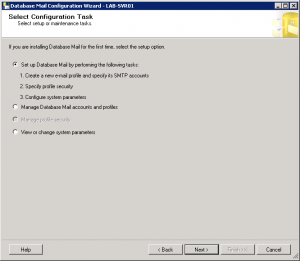 Database Mail Configuration Wizard - LAB-SVR01
Select Configuration Task
Select setup or maintenance tasks.
If you are installing Database Mail for the first time, select the setup option.
Set up Database Mail by performing the following tasks:
1. Create a new e-mail profile and specify its SMTP accounts
2. Specify profile security
3. Configure system parameters
Manage Database Mail accounts and profiles
Manage profile security
View or change system parameters
Help
< Back
Next >
Cancel